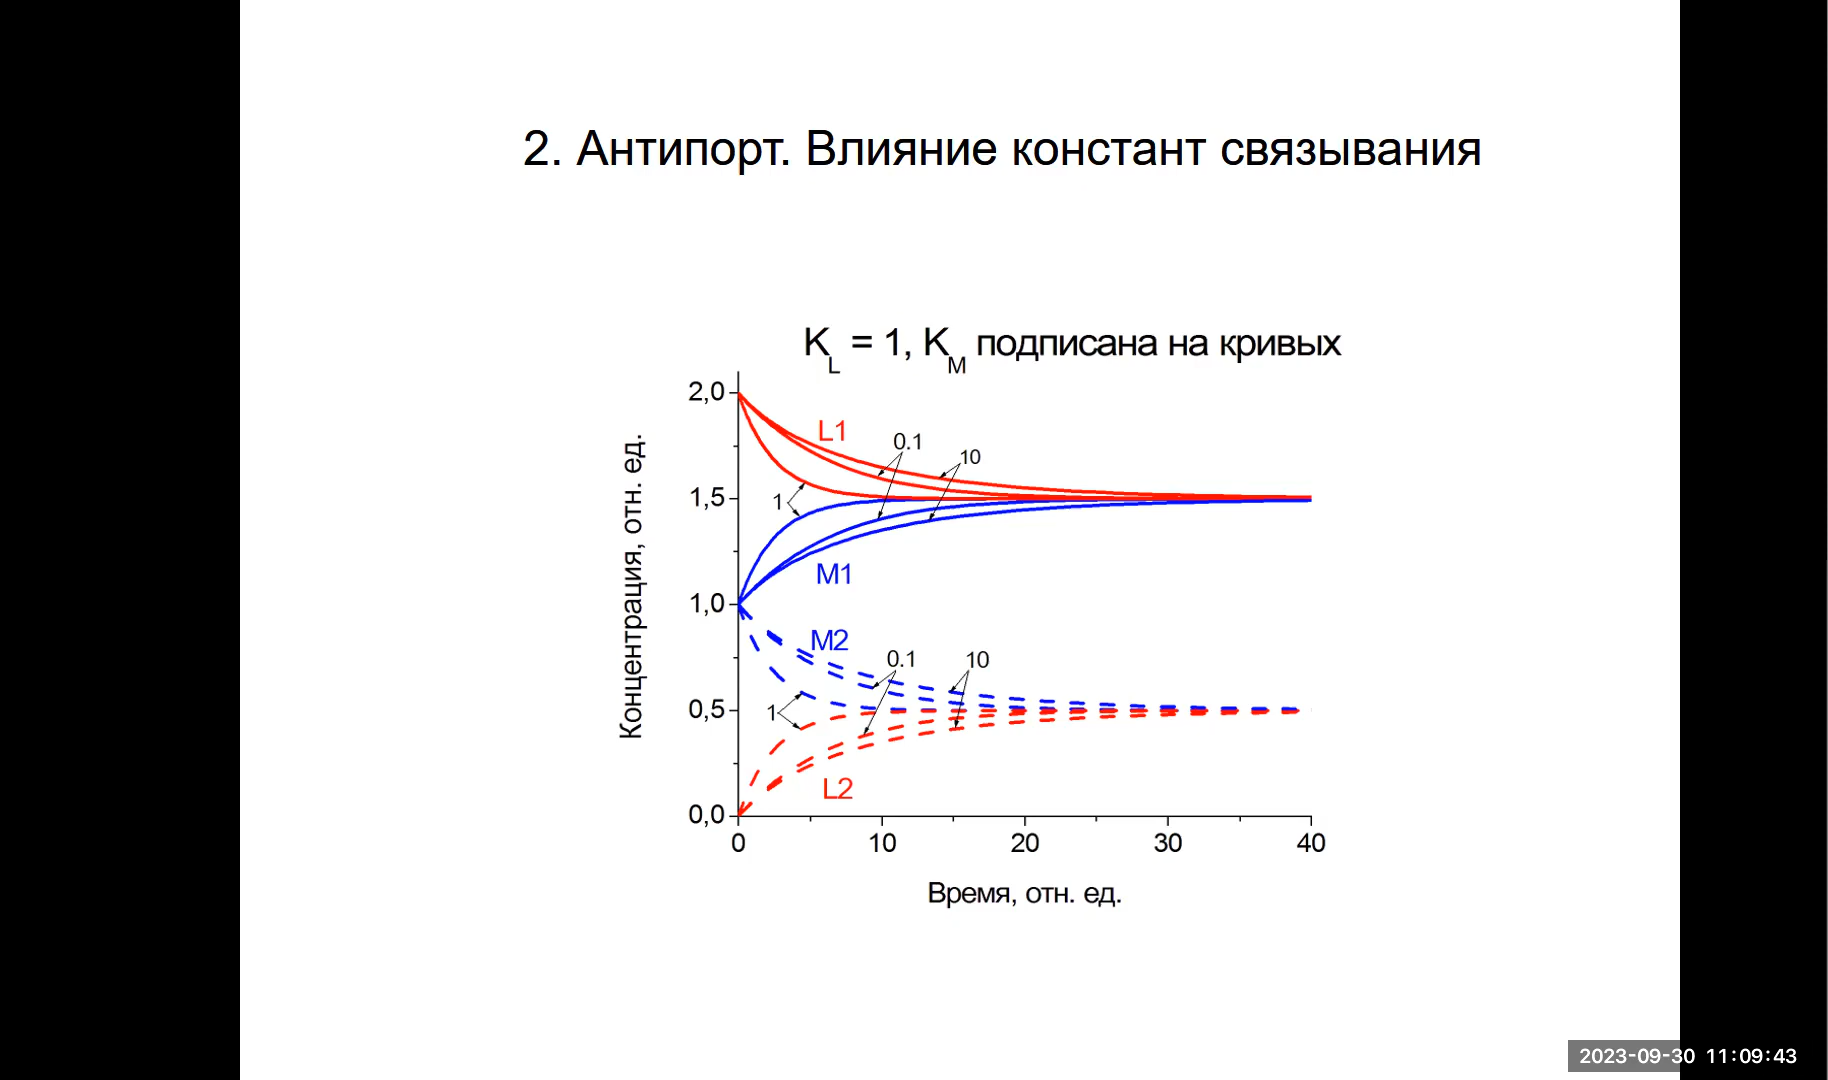 2. Антипорт. Влияние констант связывания
K_L = 1, K_M подписана на кривых
2,0
L1
0.1
10
1,5
1
M1
1,0
M2
0.1
10
0,5
1
L2
0,0
0 10 20 30 40
Концентрация, отн. ед.
Время, отн. ед.
2023-09-30 11:09:43